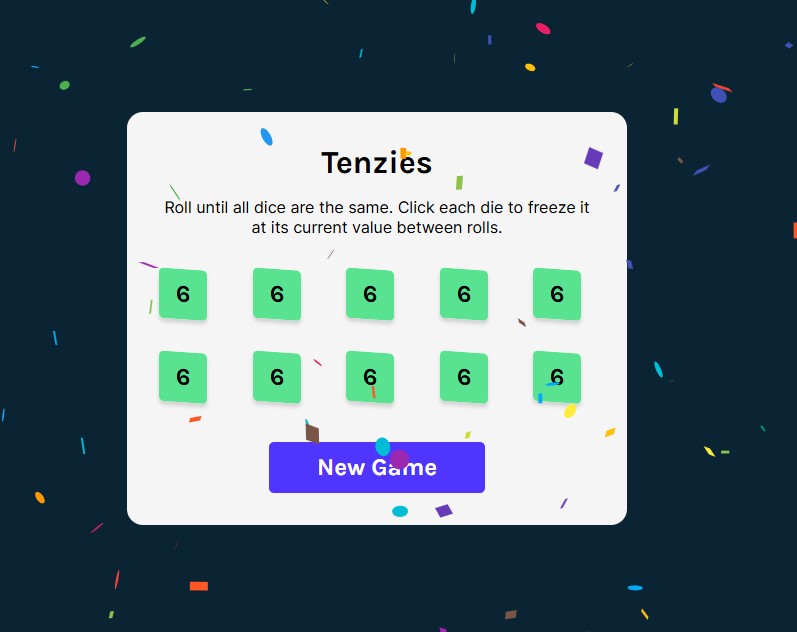 Tenzies
Roll until all dice are the same. Click each die to freeze it
at its current value between rolls.
6 6 6 6 6
6 6 6 6 6
New Game